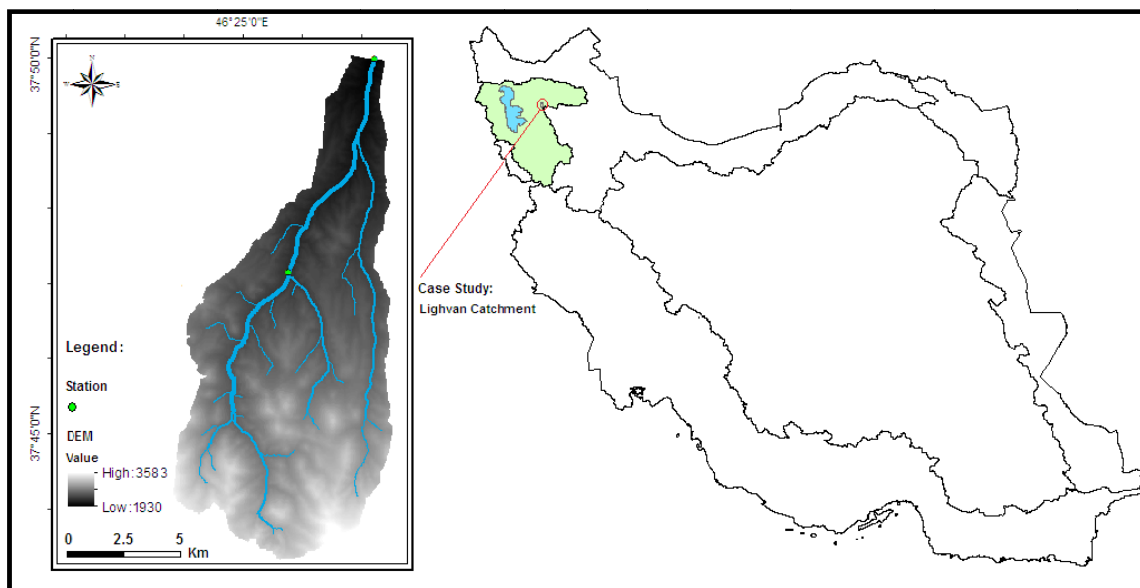 46°25'0"E
37°50'0"N
N
W
E
S
Legend:
Station
DEM
Value
High:3583
Low:1930
0 2.5 5
Km
37°45'0"N
Case Study:
Lighvan Catchment